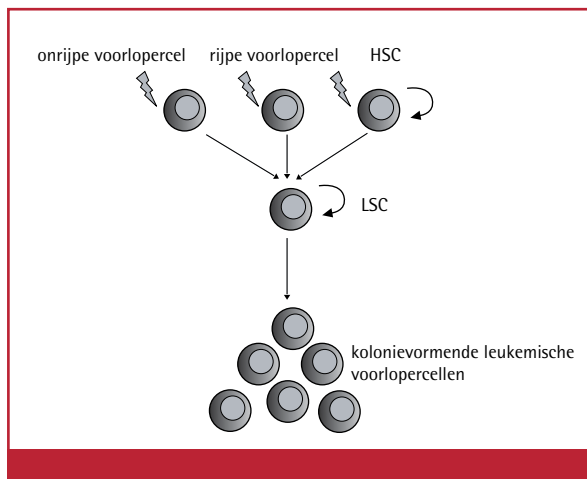 onrijpe voorlopercel rijpe voorlopercel HSC
LSC
kolonievormende leukemische
voorlopercellen